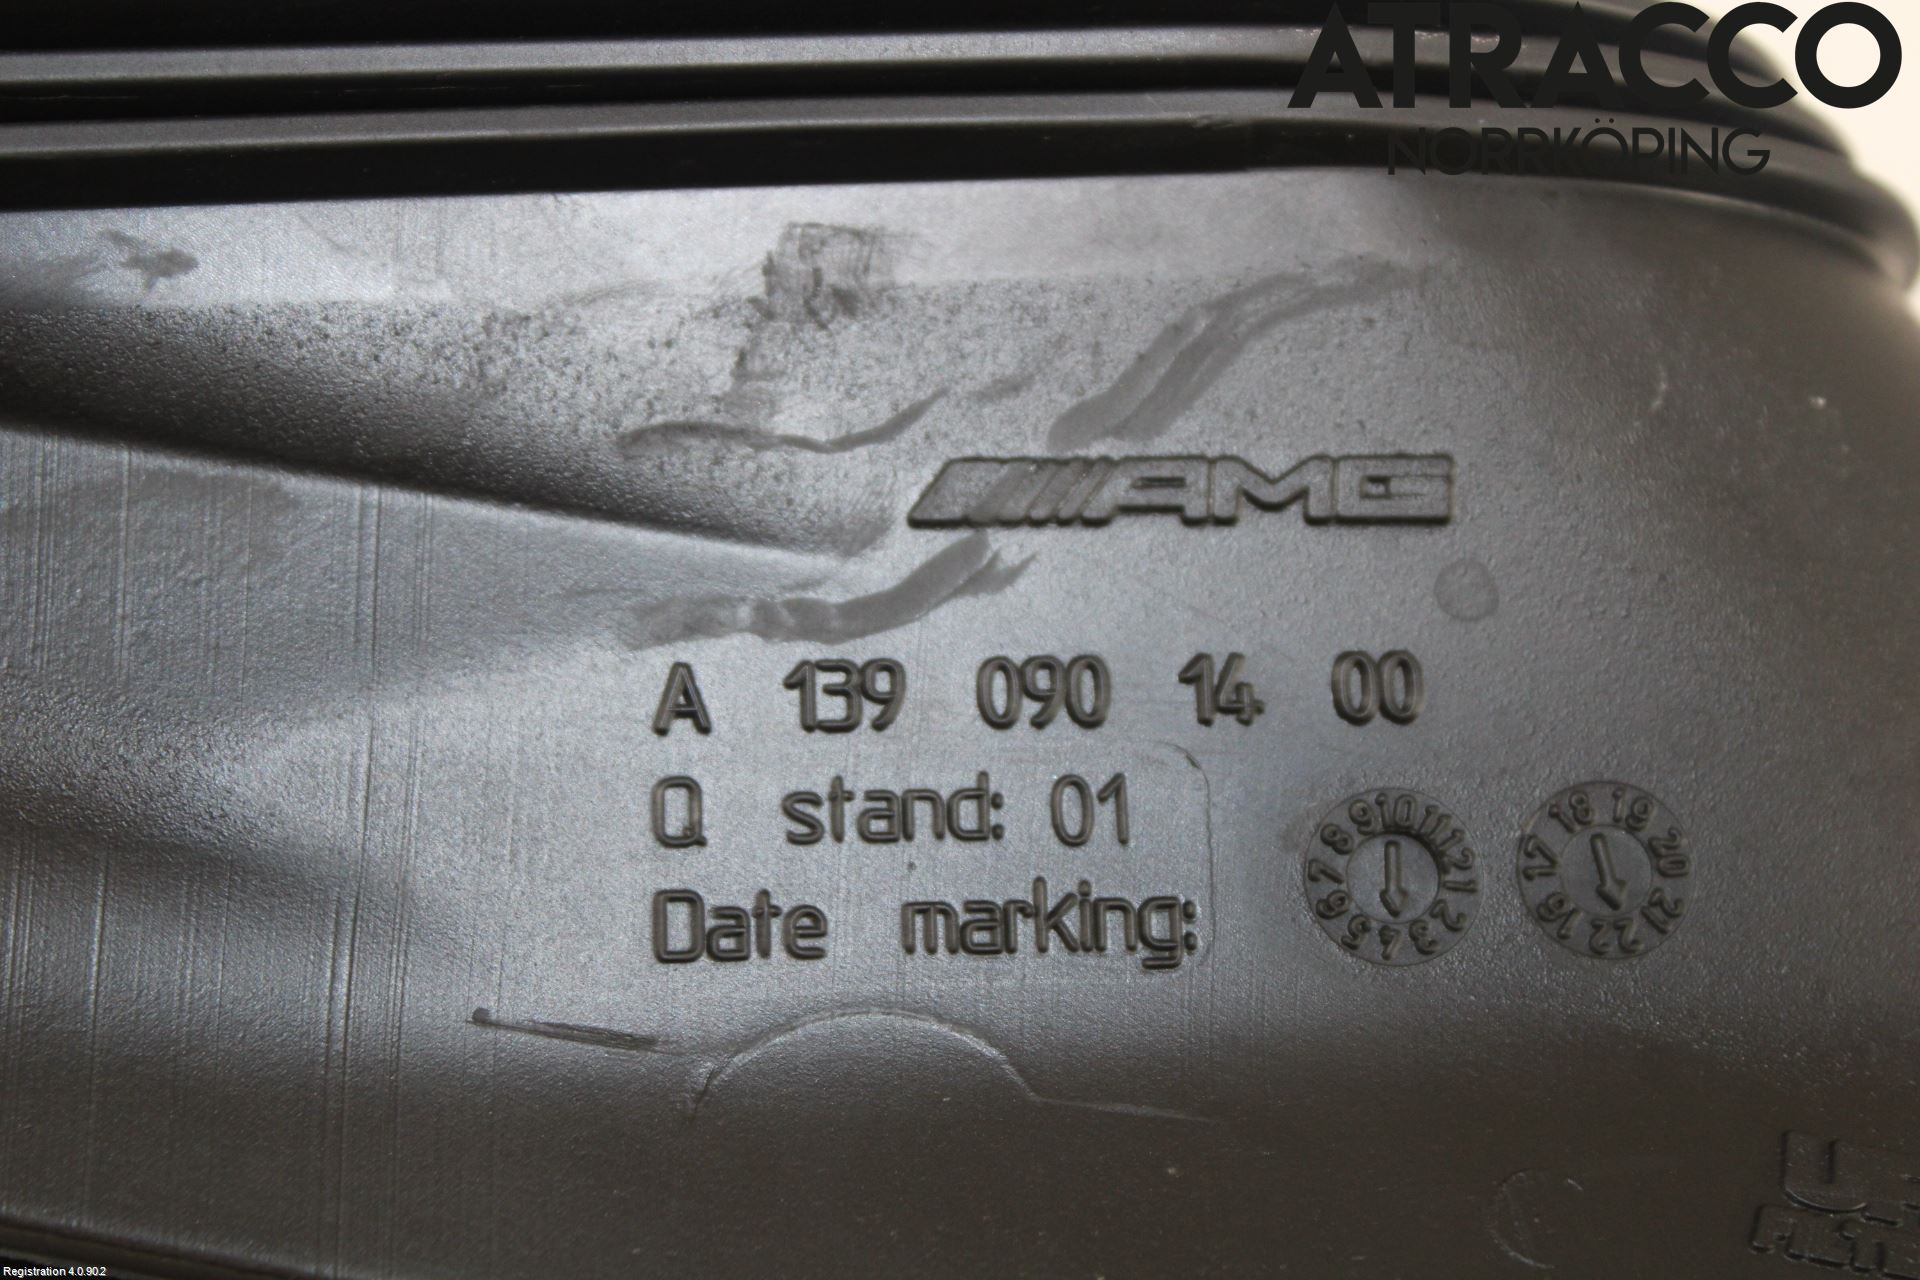 ATRACCO
NORRKÖPING
AMG
A 139 090 14 00
Q stand: 01
Date marking:
1 2 3 4 5 6 7 8 9 10 11 12
16 17 18 19 20 21 22
Registration 4.0.90.2